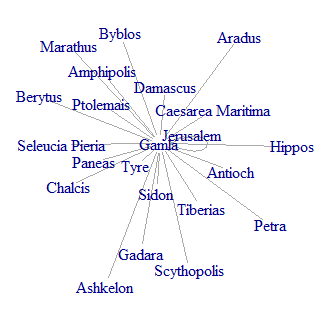 Byblos
Aradus
Marathus
Amphipolis
Damascus
Berytus
Ptolemais
Caesarea Maritima
Jerusalem
Seleucia Pieria
Gamla
Hippos
Paneas
Tyre
Antioch
Chalcis
Sidon
Tiberias
Petra
Gadara
Scythopolis
Ashkelon